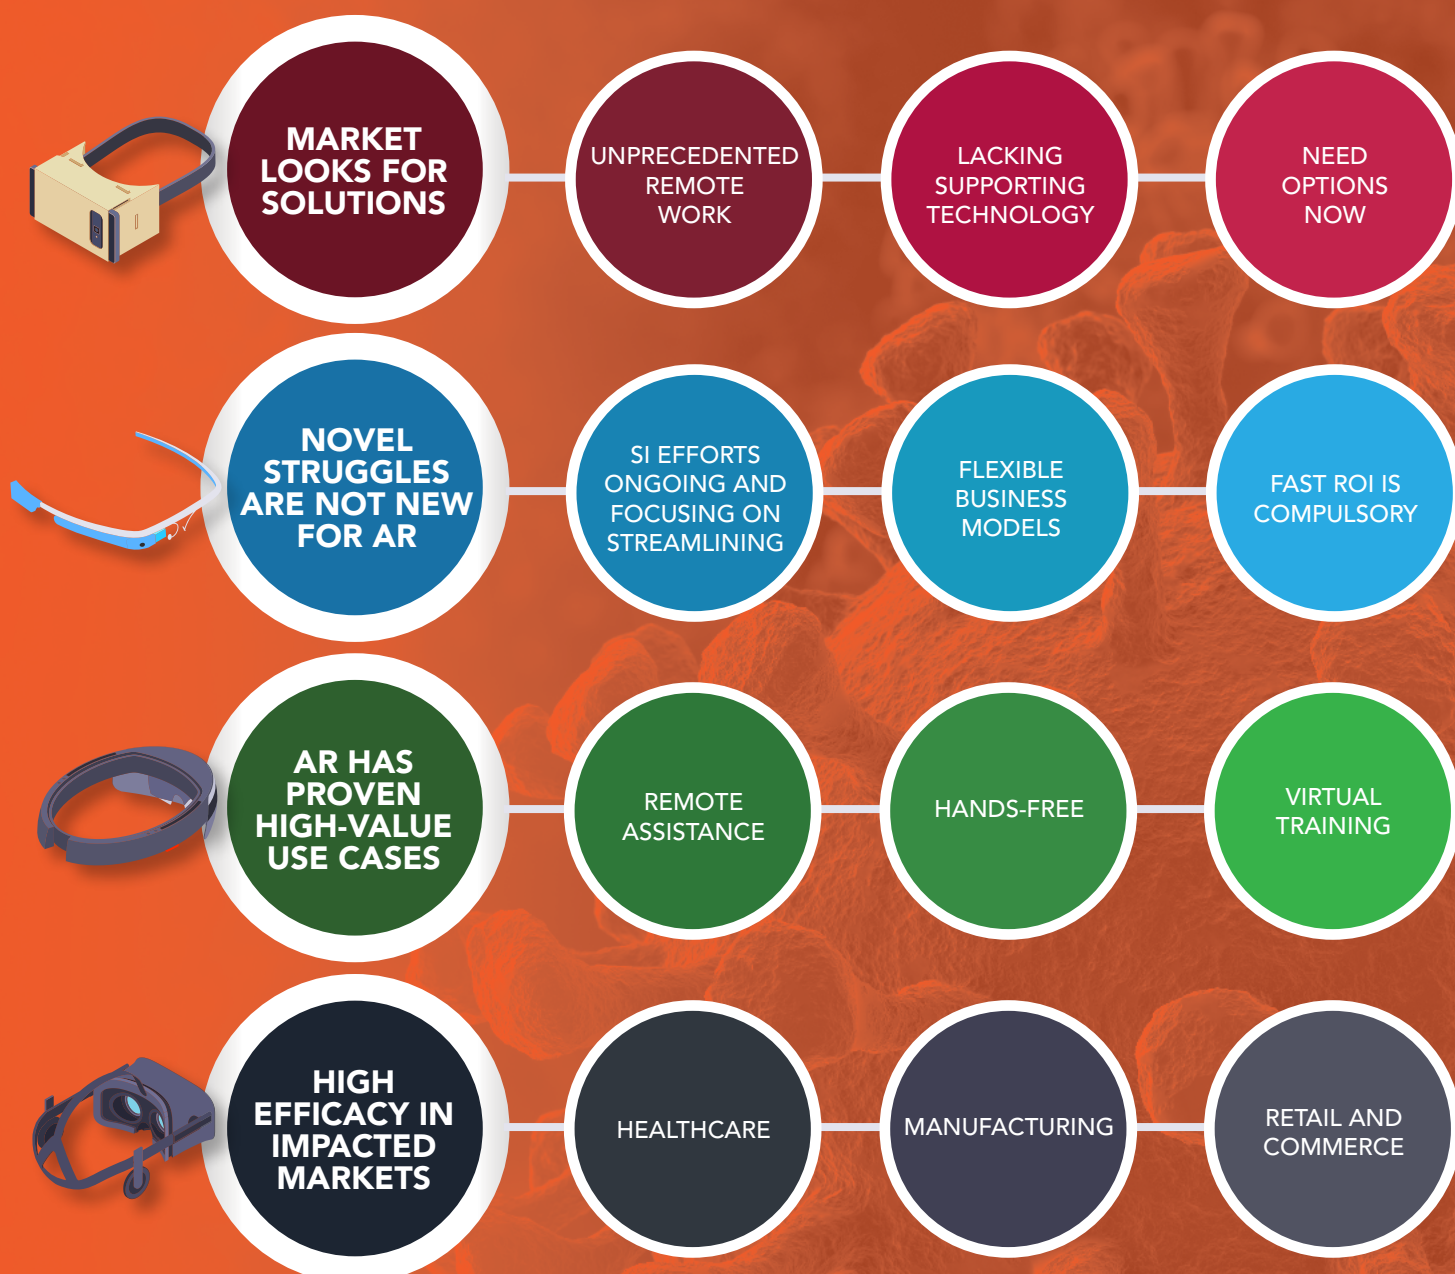 MARKET
LOOKS FOR
SOLUTIONS
UNPRECEDENTED
REMOTE
WORK
LACKING
SUPPORTING
TECHNOLOGY
NEED
OPTIONS
NOW
NOVEL
STRUGGLES
ARE NOT NEW
FOR AR
SI EFFORTS
ONGOING AND
FOCUSING ON
STREAMLINING
FLEXIBLE
BUSINESS
MODELS
FAST ROI IS
COMPULSORY
AR HAS
PROVEN
HIGH-VALUE
USE CASES
REMOTE
ASSISTANCE
HANDS-FREE
VIRTUAL
TRAINING
HIGH
EFFICACY IN
IMPACTED
MARKETS
HEALTHCARE
MANUFACTURING
RETAIL AND
COMMERCE